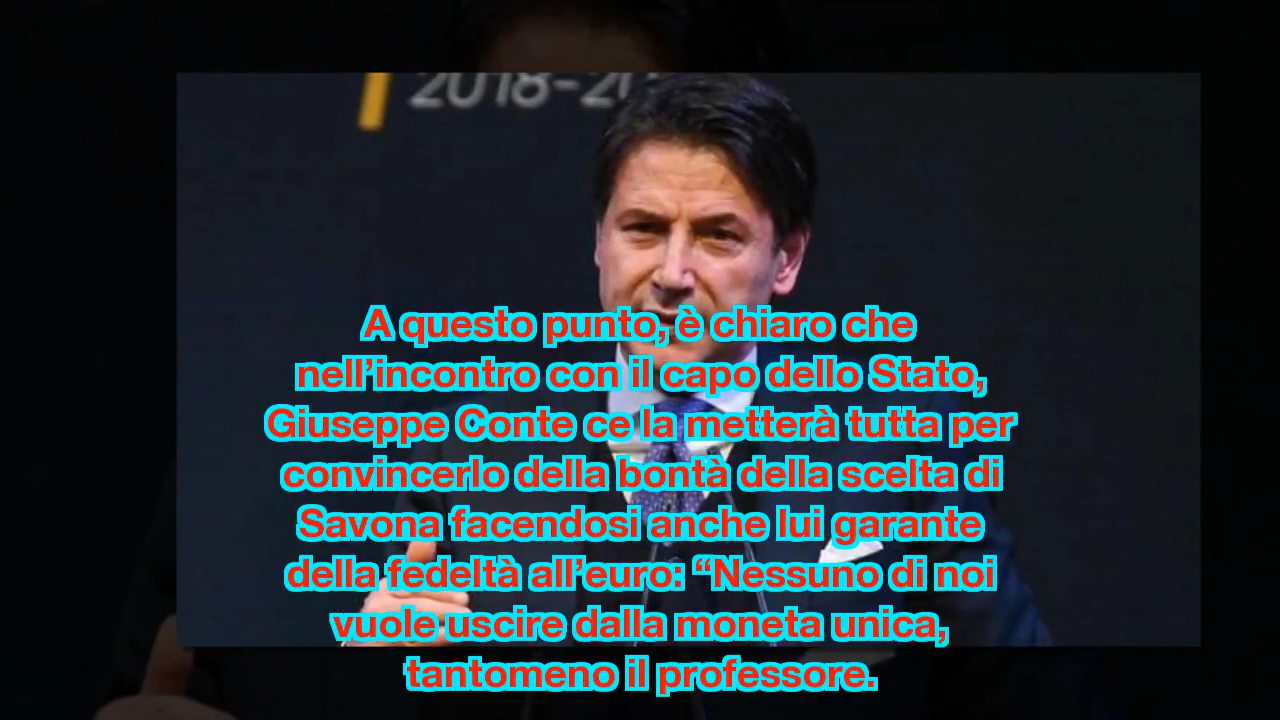 2018-20
A questo punto, è chiaro che
nell’incontro con il capo dello Stato,
Giuseppe Conte ce la metterà tutta per
convincerlo della bontà della scelta di
Savona facendosi anche lui garante
della fedeltà all’euro: “Nessuno di noi
vuole uscire dalla moneta unica,
tantomeno il professore.